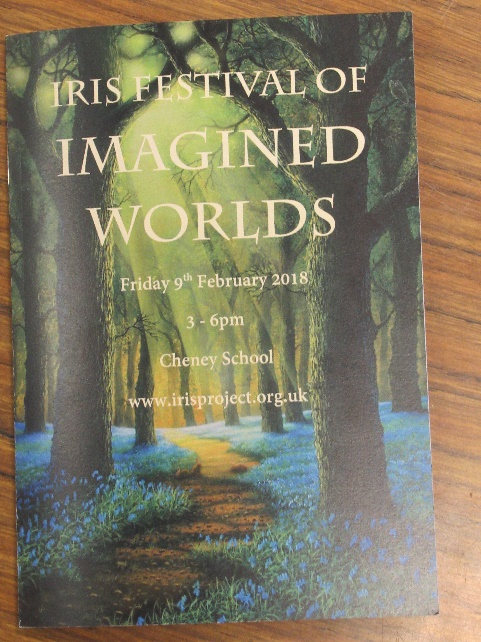 IRIS FESTIVAL OF
IMAGINED
WORLDS
Friday 9th February 2018
3 - 6pm
Cheney School
www.irisproject.org.uk